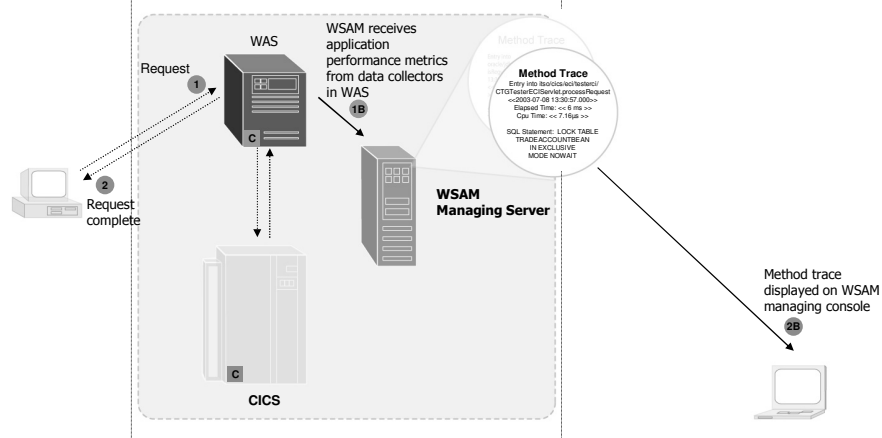 WAS
WSAM receives
application
performance metrics
from data collectors
in WAS
1B
Request
1
C
2
Request
complete
Method Trace
Method Trace
Entry into itso/cics/eci/testerci/
CTGTesterECIServlet.processRequest
<<2003-07-08 13:30:57.000>>
Elapsed Time: << 6 ms >>
Cpu Time: << 7.16µs >>
SQL Statement: LOCK TABLE
TRADEACCOUNTBEAN
IN EXCLUSIVE
MODE NOWAIT
WSAM
Managing Server
C
CICS
Method trace
displayed on WSAM
managing console
2B